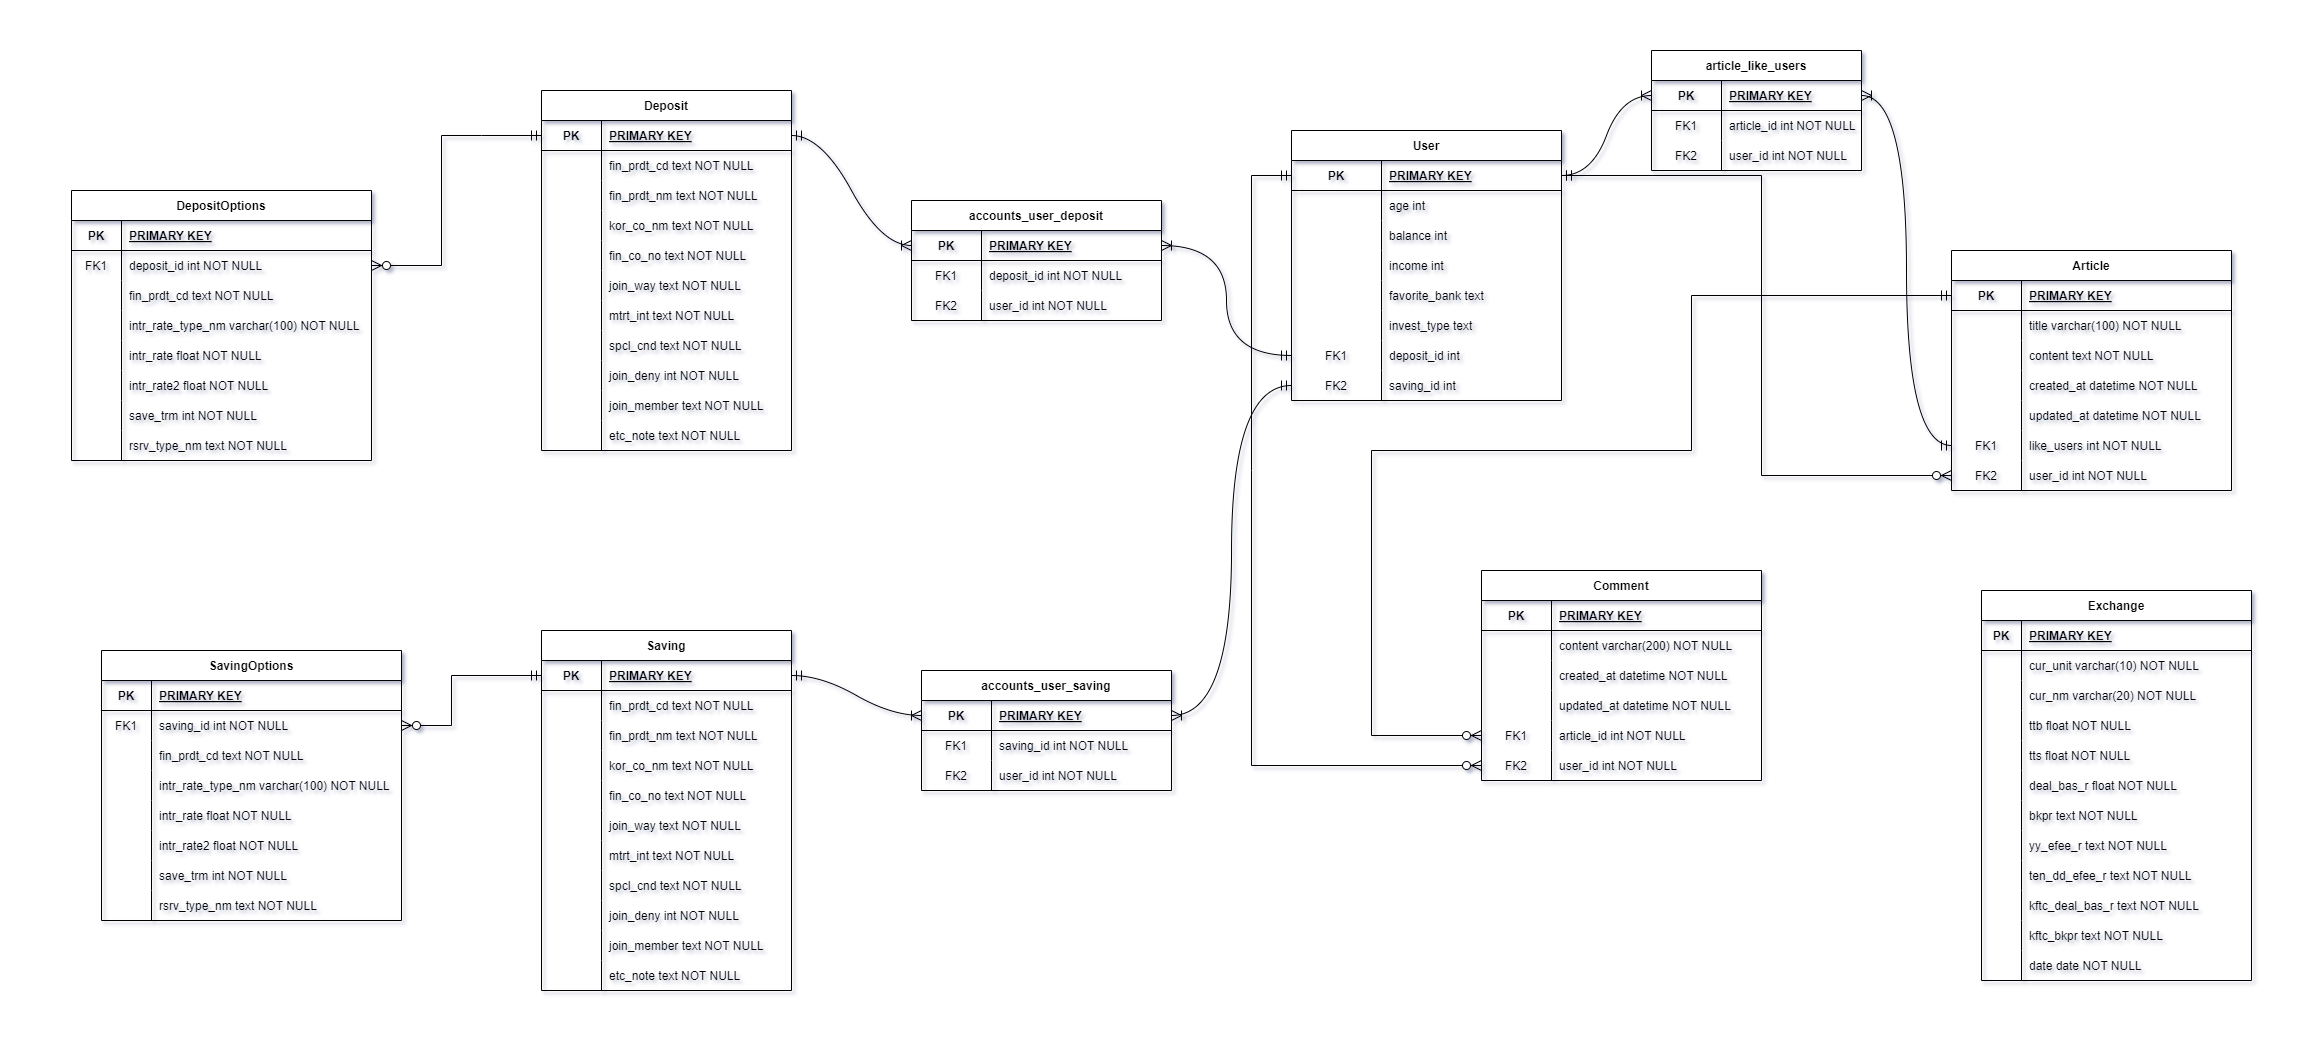 article_like_users
PK PRIMARY KEY
FK1 article_id int NOT NULL
FK2 user_id int NOT NULL
Deposit
PK PRIMARY KEY
fin_prdt_cd text NOT NULL
fin_prdt_nm text NOT NULL
kor_co_nm text NOT NULL
fin_co_no text NOT NULL
join_way text NOT NULL
mtrt_int text NOT NULL
spcl_cnd text NOT NULL
join_deny int NOT NULL
join_member text NOT NULL
etc_note text NOT NULL
User
PK PRIMARY KEY
age int
balance int
income int
favorite_bank text
invest_type text
FK1 deposit_id int
FK2 saving_id int
DepositOptions
PK PRIMARY KEY
FK1 deposit_id int NOT NULL
fin_prdt_cd text NOT NULL
intr_rate_type_nm varchar(100) NOT NULL
intr_rate float NOT NULL
intr_rate2 float NOT NULL
save_trm int NOT NULL
rsrv_type_nm text NOT NULL
accounts_user_deposit
PK PRIMARY KEY
FK1 deposit_id int NOT NULL
FK2 user_id int NOT NULL
Article
PK PRIMARY KEY
title varchar(100) NOT NULL
content text NOT NULL
created_at datetime NOT NULL
updated_at datetime NOT NULL
FK1 like_users int NOT NULL
FK2 user_id int NOT NULL
Comment
PK PRIMARY KEY
content varchar(200) NOT NULL
created_at datetime NOT NULL
updated_at datetime NOT NULL
FK1 article_id int NOT NULL
FK2 user_id int NOT NULL
Exchange
PK PRIMARY KEY
cur_unit varchar(10) NOT NULL
cur_nm varchar(20) NOT NULL
ttb float NOT NULL
tts float NOT NULL
deal_bas_r float NOT NULL
bkpr text NOT NULL
yy_efee_r text NOT NULL
ten_dd_efee_r text NOT NULL
kftc_deal_bas_r text NOT NULL
kftc_bkpr text NOT NULL
date date NOT NULL
Saving
PK PRIMARY KEY
fin_prdt_cd text NOT NULL
fin_prdt_nm text NOT NULL
kor_co_nm text NOT NULL
fin_co_no text NOT NULL
join_way text NOT NULL
mtrt_int text NOT NULL
spcl_cnd text NOT NULL
join_deny int NOT NULL
join_member text NOT NULL
etc_note text NOT NULL
SavingOptions
PK PRIMARY KEY
FK1 saving_id int NOT NULL
fin_prdt_cd text NOT NULL
intr_rate_type_nm varchar(100) NOT NULL
intr_rate float NOT NULL
intr_rate2 float NOT NULL
save_trm int NOT NULL
rsrv_type_nm text NOT NULL
accounts_user_saving
PK PRIMARY KEY
FK1 saving_id int NOT NULL
FK2 user_id int NOT NULL